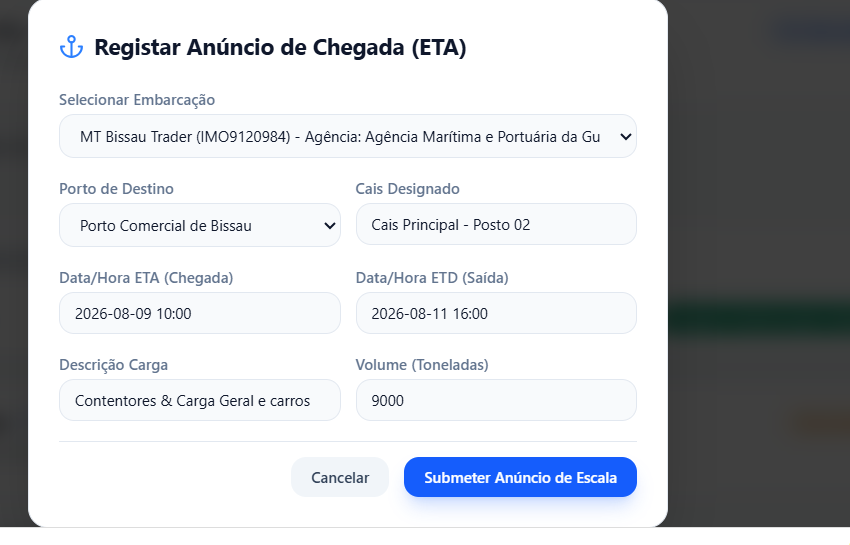 Registar Anúncio de Chegada (ETA)
Selecionar Embarcação
MT Bissau Trader (IMO9120984) - Agência: Agência Marítima e Portuária da Gu
Porto de Destino
Cais Designado
Porto Comercial de Bissau
Cais Principal - Posto 02
Data/Hora ETA (Chegada)
Data/Hora ETD (Saída)
2026-08-09 10:00
2026-08-11 16:00
Descrição Carga
Volume (Toneladas)
Contentores & Carga Geral e carros
9000
Cancelar
Submeter Anúncio de Escala